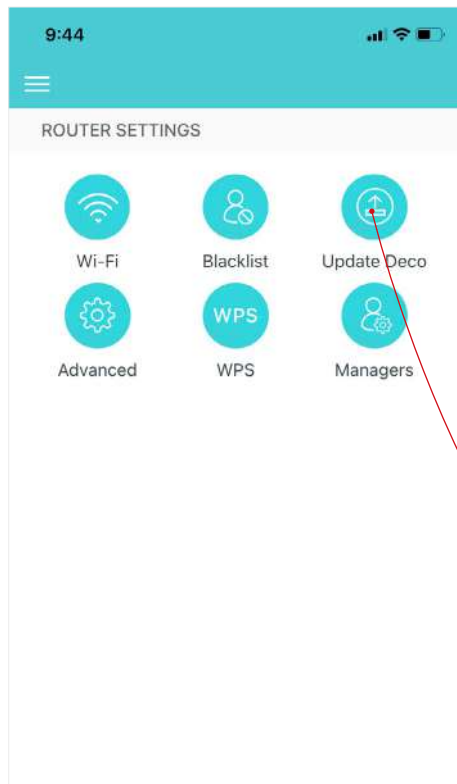 9:44
ROUTER SETTINGS
Wi-Fi Blacklist Update Deco
WPS
Advanced WPS Managers